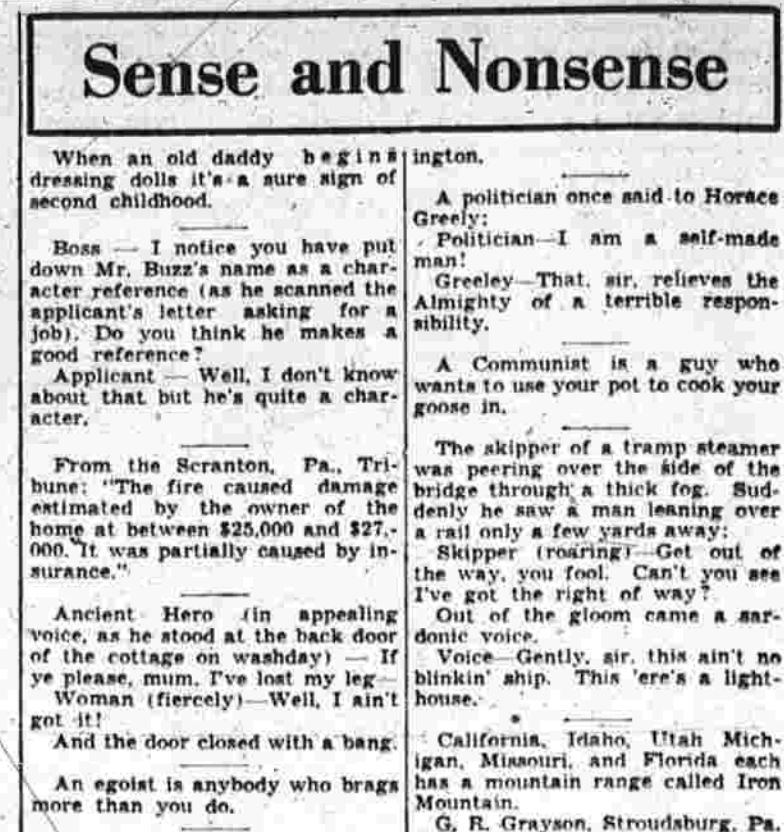 Sense and Nonsense
When an old daddy begins
dressing dolls it's a sure sign of
second childhood.
Boss — I notice you have put
down Mr. Buzz's name as a char-
acter reference (as he scanned the
applicant's letter asking for a
job). Do you think he makes a
good reference?
Applicant — Well, I don't know
about that but he's quite a char-
acter.
From the Scranton, Pa., Tri-
bune: "The fire caused damage
estimated by the owner of the
home at between $25,000 and $27,-
000. "It was partially caused by in-
surance."
Ancient Hero (in appealing
voice, as he stood at the back door
of the cottage on washday) — If
ye please, mum, I've lost my leg—
Woman (fiercely)—Well, I ain't
got it!
And the door closed with a bang.
An egoist is anybody who brags
more than you do.
ington.
A politician once said to Horace
Greely:
Politician—I am a self-made
man!
Greeley—That, sir, relieves the
Almighty of a terrible respon-
sibility.
A Communist is a guy who
wants to use your pot to cook your
goose in.
The skipper of a tramp steamer
was peering over the side of the
bridge through a thick fog. Sud-
denly he saw a man leaning over
a rail only a few yards away:
Skipper (roaring)—Get out of
the way, you fool. Can't you see
I've got the right of way?
Out of the gloom came a sar-
donic voice.
Voice—Gently, sir, this ain't no
blinkin' ship. This 'ere's a light-
house.
California, Idaho, Utah Mich-
igan, Missouri, and Florida each
has a mountain range called Iron
Mountain.
G. R. Grayson, Stroudsburg, Pa.